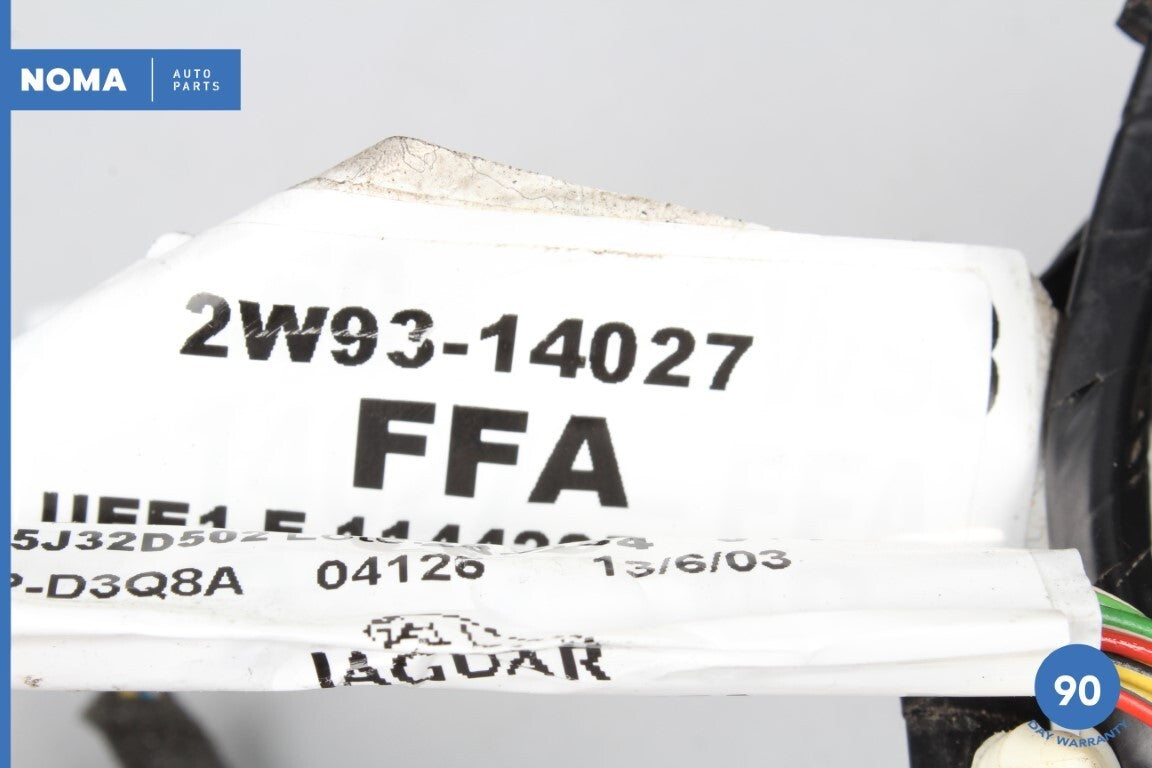 NOMA
AUTO
PARTS
2W93-14027
FFA
04126 13/6/03
-D3Q8A
JAGUAR
90
DAY WARRANTY